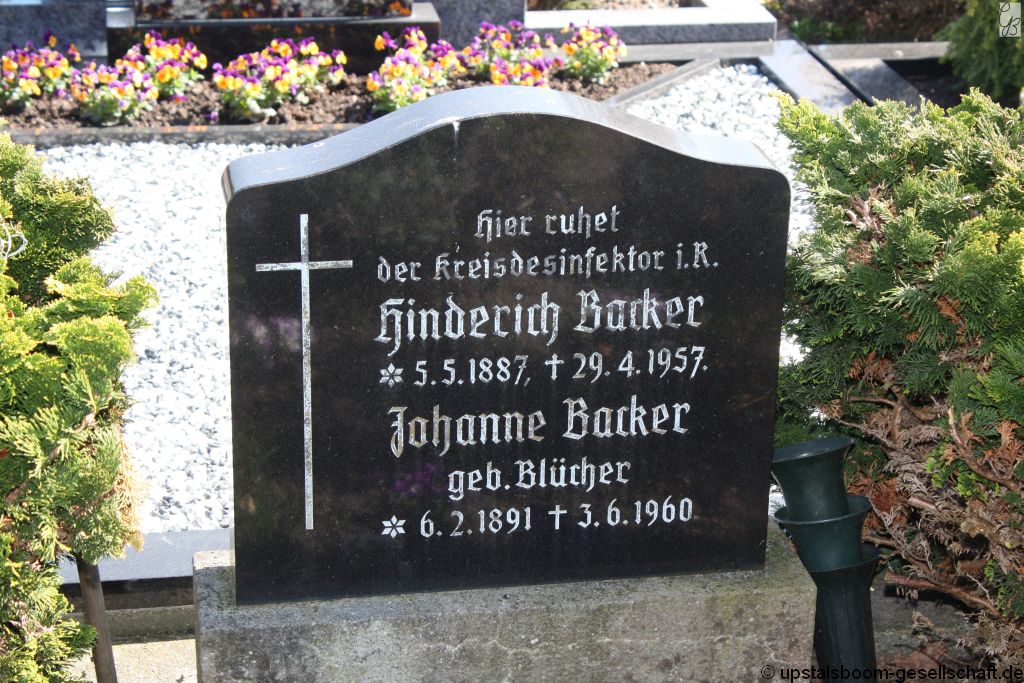 Hier ruhet
der Kreisdesinfektor i.R.
Hinderich Backer
* 5.5.1887, † 29.4.1957.
Johanne Backer
geb. Blücher
* 6.2.1891 † 3.6.1960
© upstalsboom-gesellschaft.de